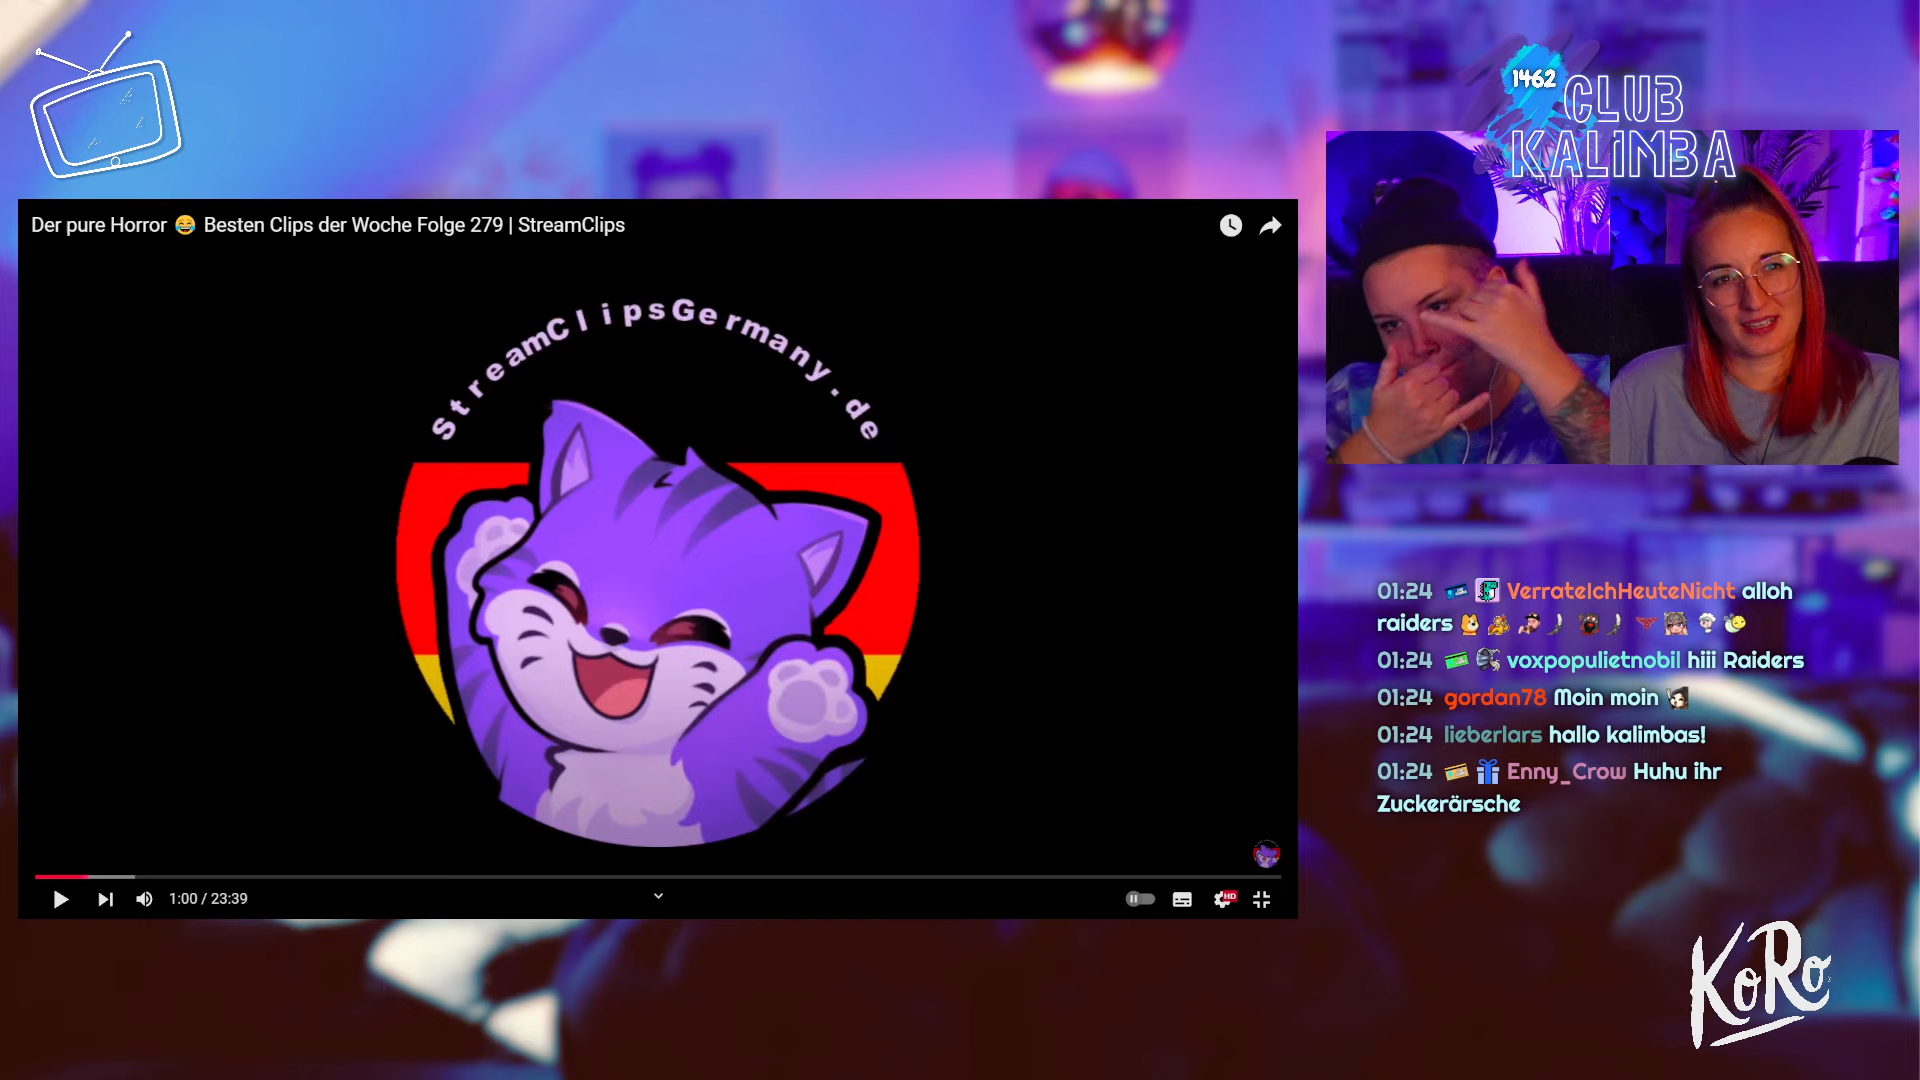 1462
CLUB
KALIMBA
Der pure Horror 😂 Besten Clips der Woche Folge 279 | StreamClips
StreamClipsGermany.de
1:00 / 23:39
HD
01:24 VerrateIchHeuteNicht alloh
raiders
01:24 voxpopulietnobil hiii Raiders
01:24 gordan78 Moin moin
01:24 lieberlars hallo kalimbas!
01:24 Enny_Crow Huhu ihr
Zuckerärsche
KoRo